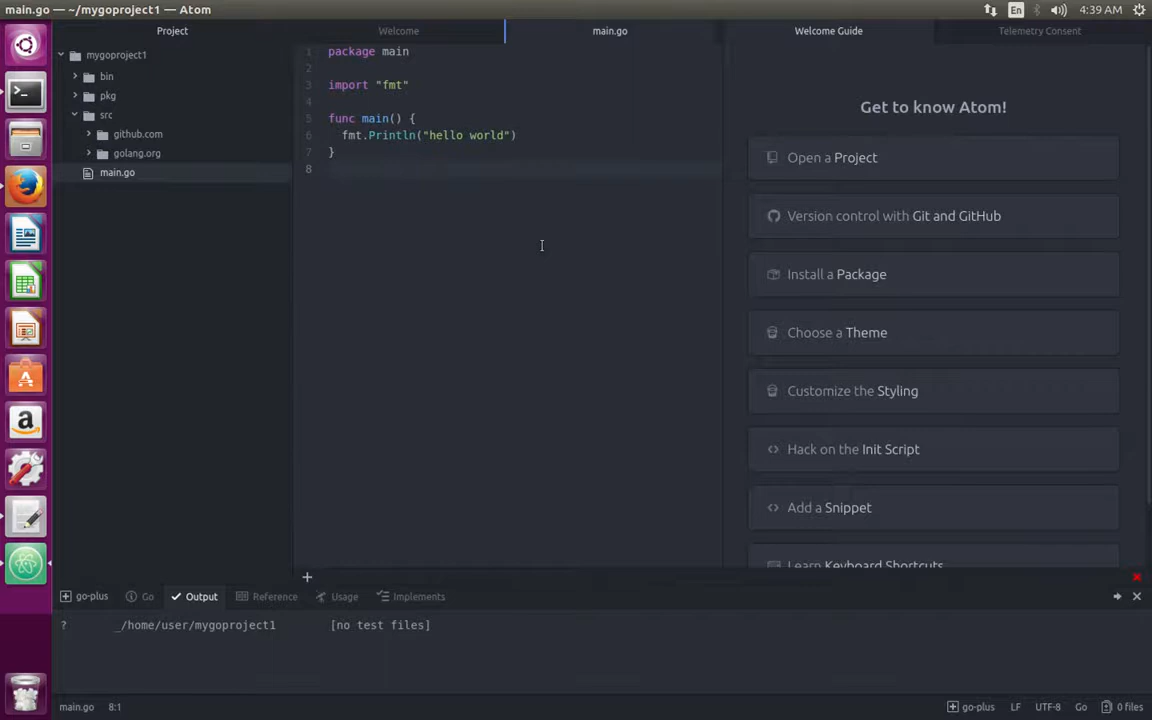 main.go — ~/mygoproject1 — Atom
En
4:39 AM
Project
Welcome
main.go
Welcome Guide
Telemetry Consent
mygoproject1
bin
pkg
src
github.com
golang.org
main.go
1 package main
2
3 import "fmt"
4
5 func main() {
6 fmt.Println("hello world")
7 }
8
Get to know Atom!
Open a Project
Version control with Git and GitHub
Install a Package
Choose a Theme
Customize the Styling
Hack on the Init Script
Add a Snippet
Learn Keyboard Shortcuts
go-plus
Go
Output
Reference
Usage
Implements
? _/home/user/mygoproject1 [no test files]
main.go 8:1
go-plus LF UTF-8 Go 0 files